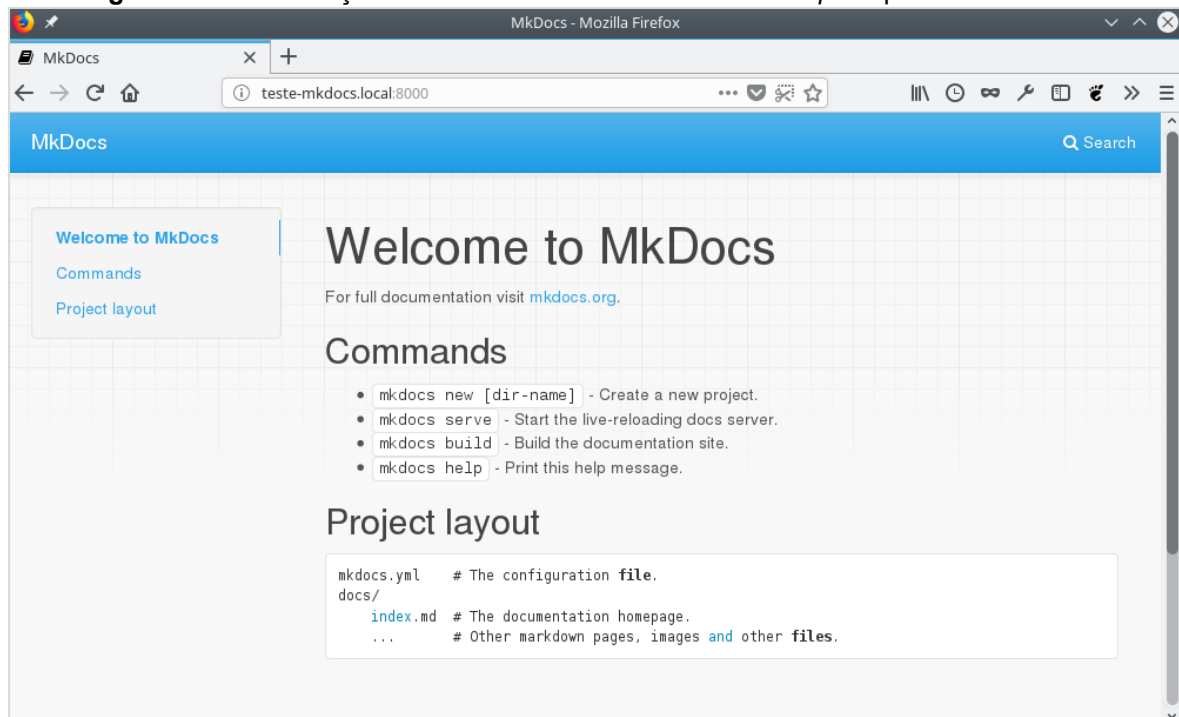 MkDocs - Mozilla Firefox
MkDocs
teste-mkdocs.local:8000
MkDocs
Search
Welcome to MkDocs
Commands
Project layout
Welcome to MkDocs
For full documentation visit mkdocs.org.
Commands
mkdocs new [dir-name] - Create a new project.
mkdocs serve - Start the live-reloading docs server.
mkdocs build - Build the documentation site.
mkdocs help - Print this help message.
Project layout
mkdocs.yml    # The configuration file.
docs/
    index.md  # The documentation homepage.
    ...       # Other markdown pages, images and other files.